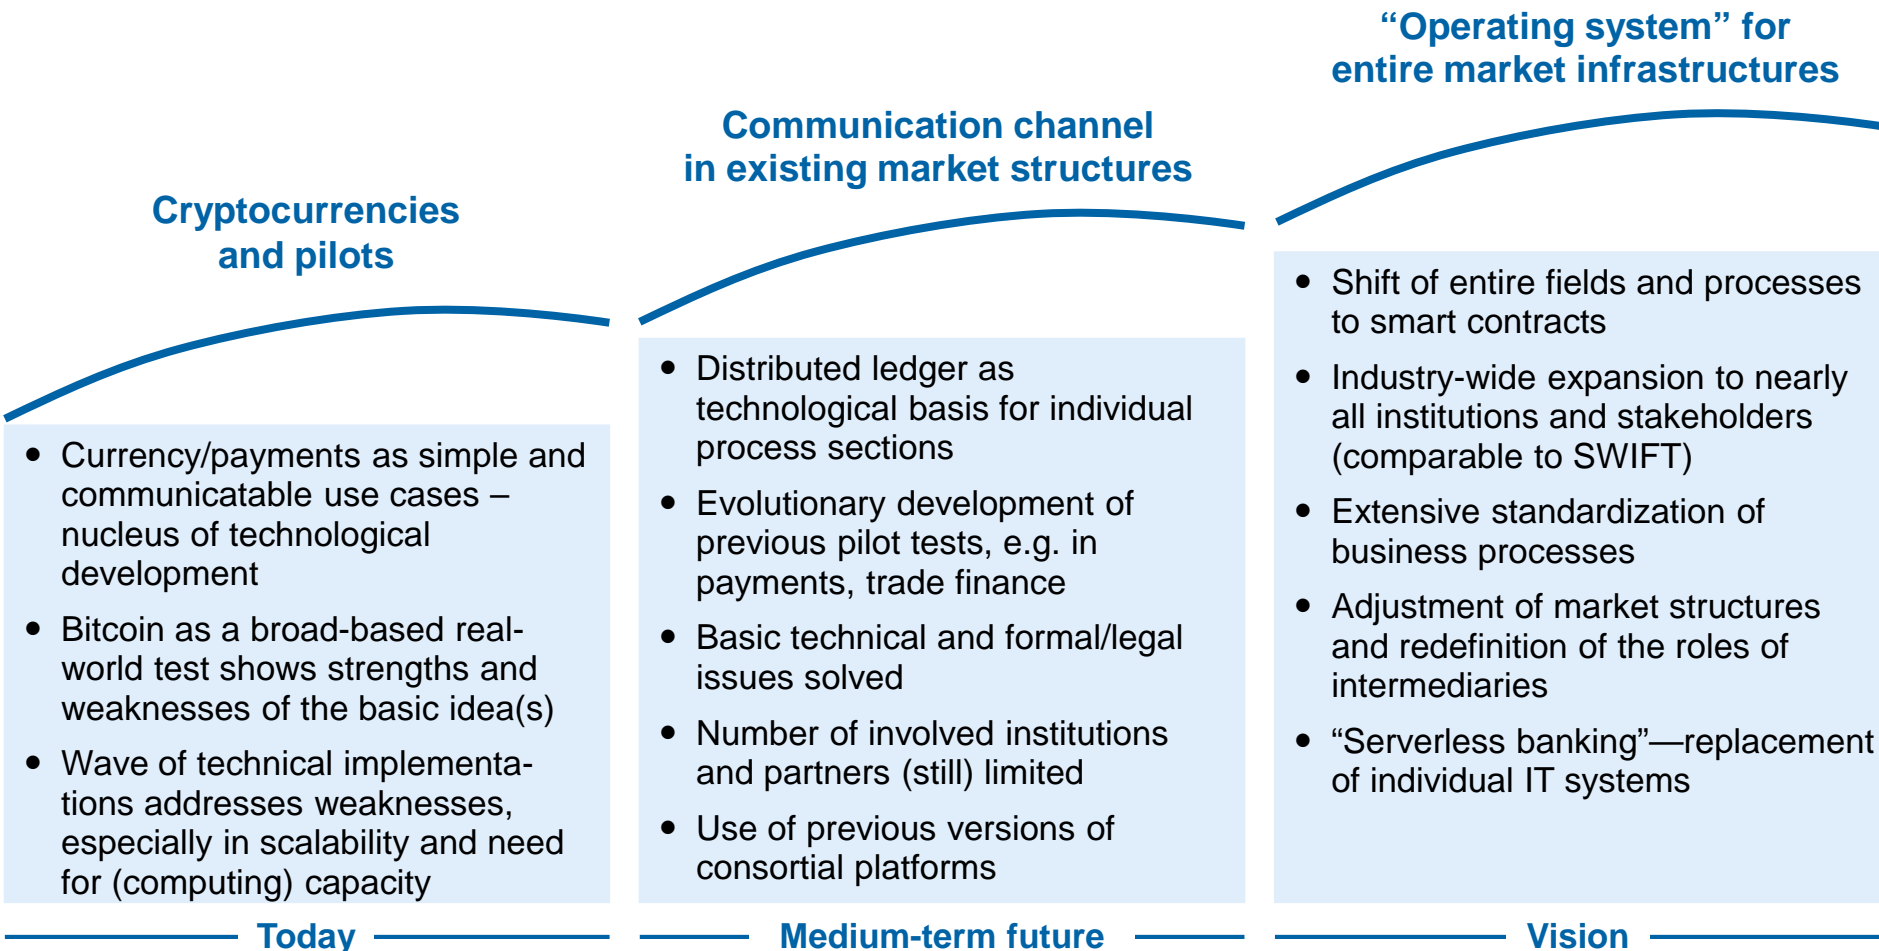 Cryptocurrencies
and pilots
• Currency/payments as simple and
communicatable use cases –
nucleus of technological
development
• Bitcoin as a broad-based real-
world test shows strengths and
weaknesses of the basic idea(s)
• Wave of technical implementa-
tions addresses weaknesses,
especially in scalability and need
for (computing) capacity
Today
Communication channel
in existing market structures
• Distributed ledger as
technological basis for individual
process sections
• Evolutionary development of
previous pilot tests, e.g. in
payments, trade finance
• Basic technical and formal/legal
issues solved
• Number of involved institutions
and partners (still) limited
• Use of previous versions of
consortial platforms
Medium-term future
“Operating system” for
entire market infrastructures
• Shift of entire fields and processes
to smart contracts
• Industry-wide expansion to nearly
all institutions and stakeholders
(comparable to SWIFT)
• Extensive standardization of
business processes
• Adjustment of market structures
and redefinition of the roles of
intermediaries
• “Serverless banking”—replacement
of individual IT systems
Vision